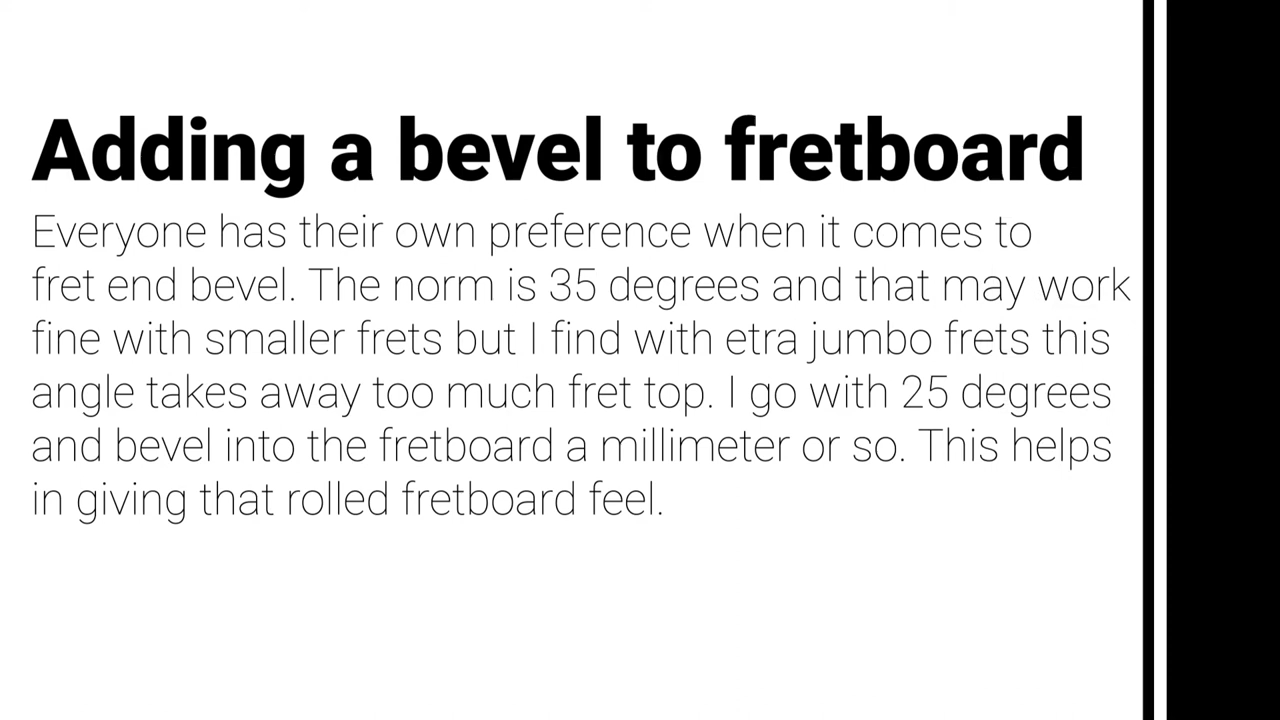 Adding a bevel to fretboard
Everyone has their own preference when it comes to
fret end bevel. The norm is 35 degrees and that may work
fine with smaller frets but I find with etra jumbo frets this
angle takes away too much fret top. I go with 25 degrees
and bevel into the fretboard a millimeter or so. This helps
in giving that rolled fretboard feel.